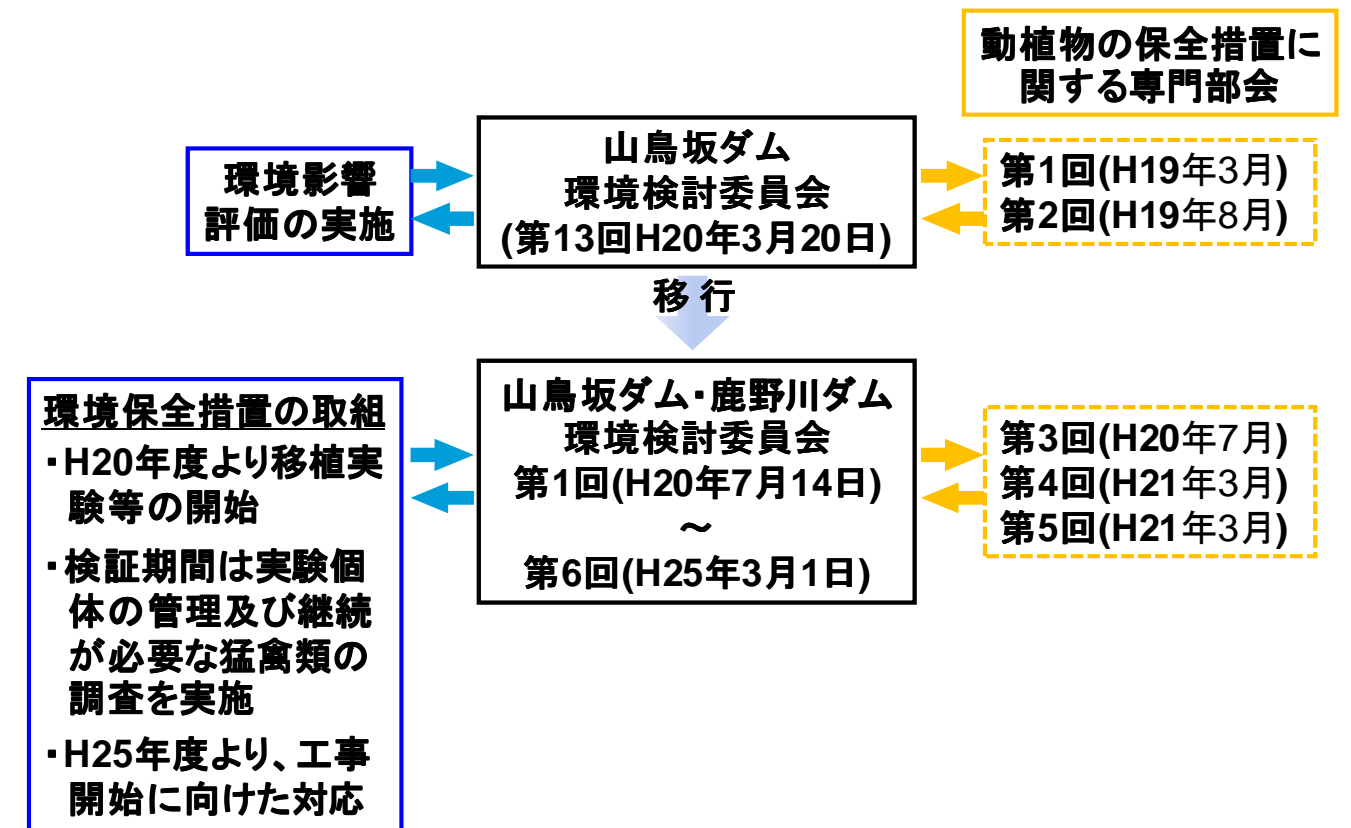 動植物の保全措置に
関する専門部会
環境影響
評価の実施
山鳥坂ダム
環境検討委員会
(第13回H20年3月20日)
第1回(H19年3月)
第2回(H19年8月)
移 行
環境保全措置の取組
・H20年度より移植実
験等の開始
・検証期間は実験個
体の管理及び継続
が必要な猛禽類の
調査を実施
・H25年度より、工事
開始に向けた対応
山鳥坂ダム・鹿野川ダム
環境検討委員会
第1回(H20年7月14日)
～
第6回(H25年3月1日)
第3回(H20年7月)
第4回(H21年3月)
第5回(H21年3月)